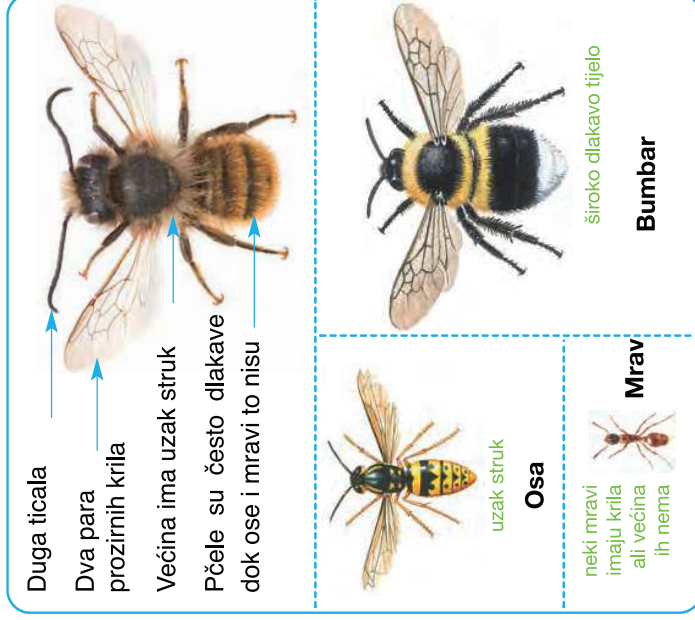 Duga ticala
Dva para
prozirnih krila
Većina ima uzak struk
Pčele su često dlakave
dok ose i mravi to nisu
uzak struk
Osa
neki mravi
imaju krila
ali većina
ih nema
Mrav
široko dlakavo tijelo
Bumbar